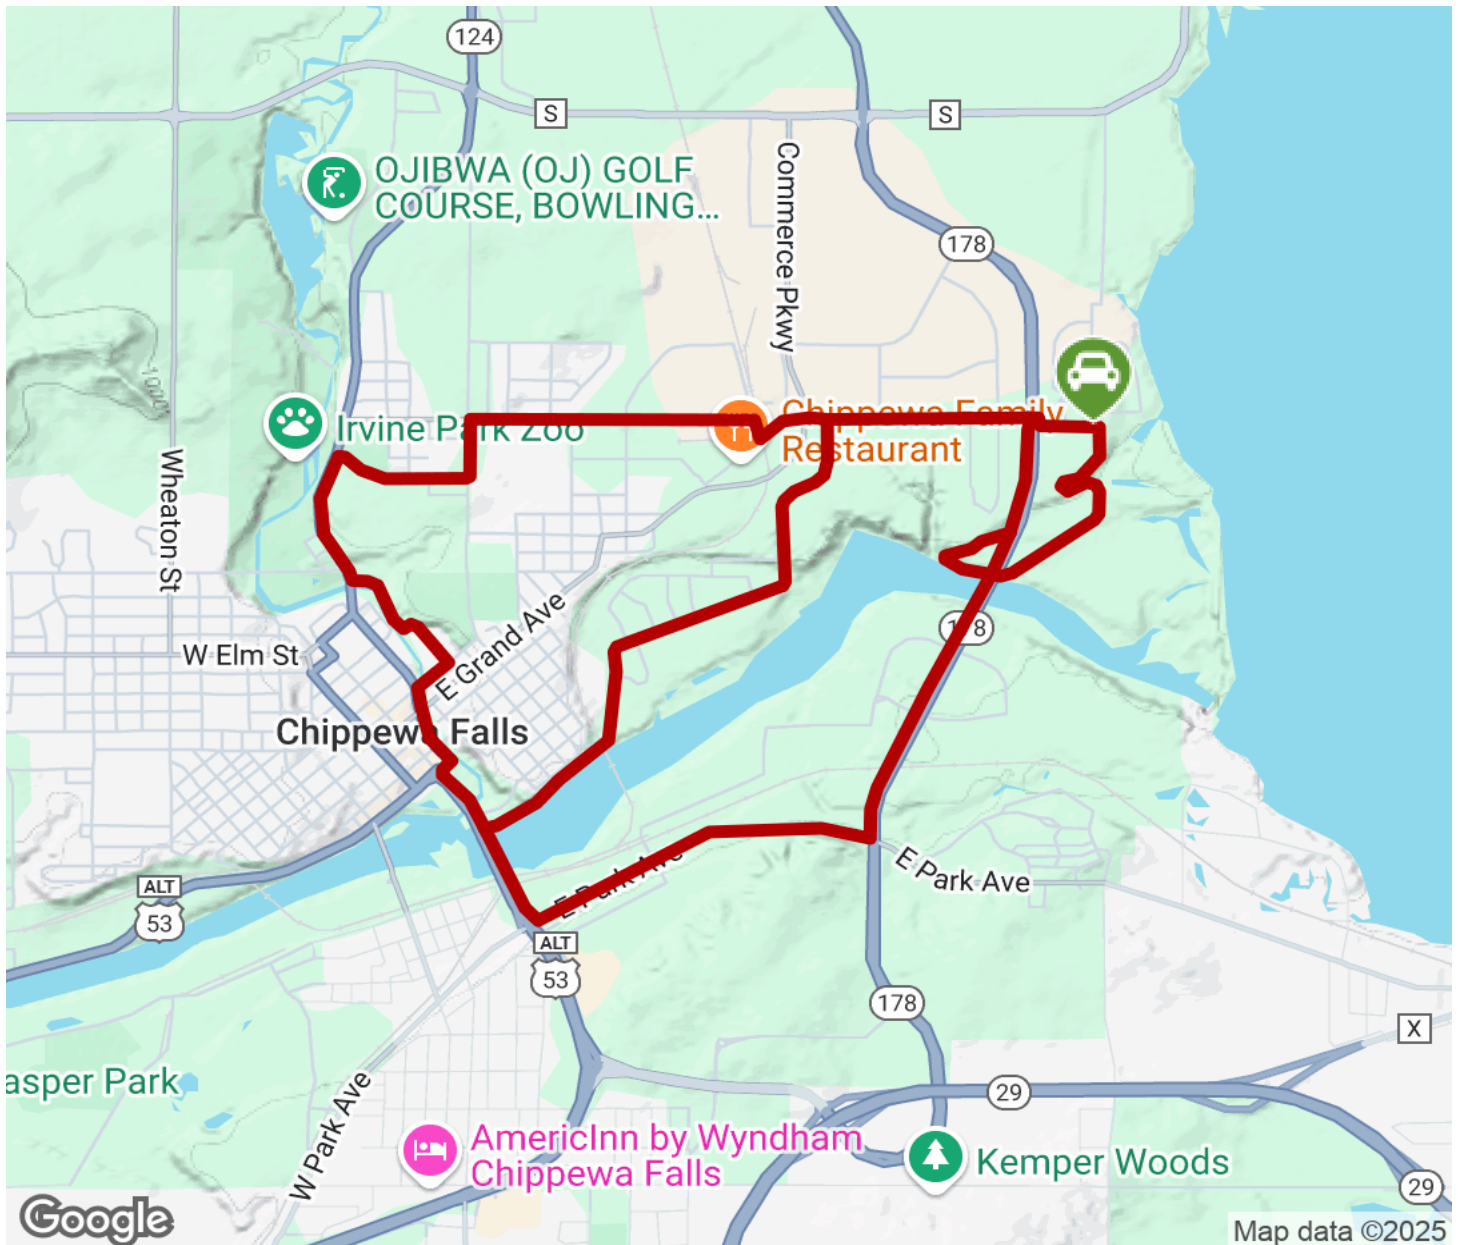 124
S
S
OJIBWA (OJ) GOLF
COURSE, BOWLING...
Commerce Pkwy
178
1000
Irvine Park Zoo
Chippewa Family
Restaurant
Wheaton St
E Grand Ave
178
W Elm St
Chippewa Falls
E Park Ave
E Park Ave
ALT
53
ALT
53
178
X
29
asper Park
W Park Ave
AmericInn by Wyndham
Chippewa Falls
Kemper Woods
29
Google
Map data ©2025